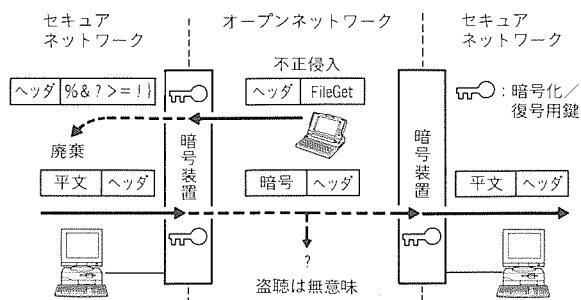 セキュア
ネットワーク
オープンネットワーク
セキュア
ネットワーク
不正侵入
ヘッダ %&?>=!}
ヘッダ FileGet
:暗号化/
復号用鍵
廃棄
暗号装置
暗号装置
平文 ヘッダ
暗号 ヘッダ
平文 ヘッダ
?
盗聴は無意味